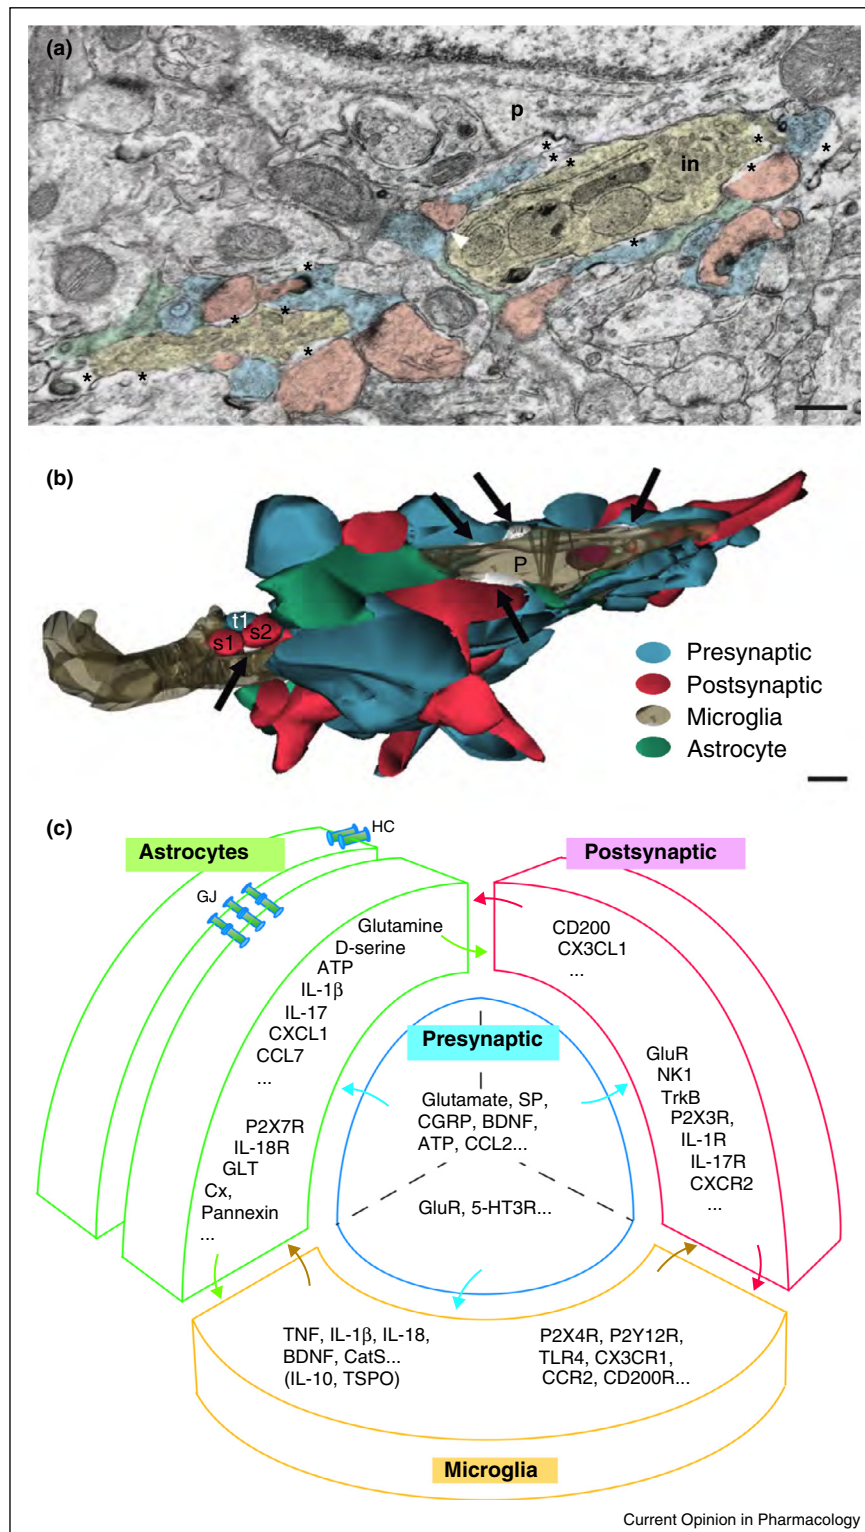 (a)
p
*
*
*
*
*
*
in
*
*
*
*
*
*
*
(b)
P
t1
s1 s2
Presynaptic
Postsynaptic
Microglia
Astrocyte
(c)
HC
Astrocytes
Postsynaptic
GJ
Glutamine
D-serine
ATP
IL-1β
IL-17
CXCL1
CCL7
...
CD200
CX3CL1
...
Presynaptic
Glutamate, SP,
CGRP, BDNF,
ATP, CCL2...
GluR, 5-HT3R...
GluR
NK1
TrkB
P2X3R,
IL-1R
IL-17R
CXCR2
...
P2X7R
IL-18R
GLT
Cx,
Pannexin
...
TNF, IL-1β, IL-18,
BDNF, CatS...
(IL-10, TSPO)
P2X4R, P2Y12R,
TLR4, CX3CR1,
CCR2, CD200R...
Microglia
Current Opinion in Pharmacology